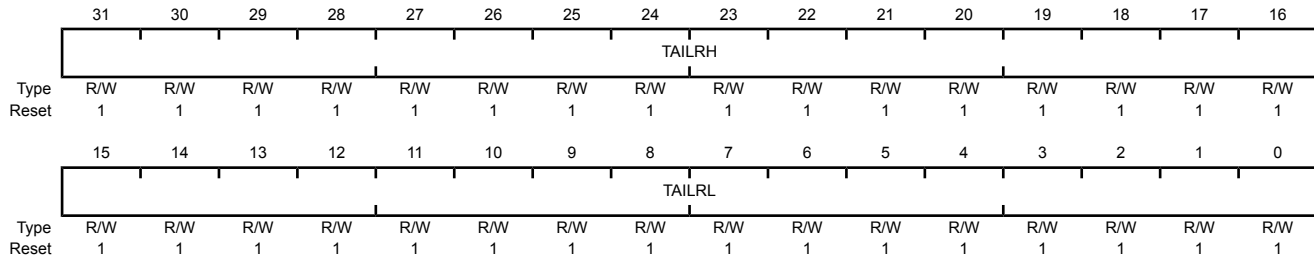 31 30 29 28 27 26 25 24 23 22 21 20 19 18 17 16
TAILRH
Type R/W R/W R/W R/W R/W R/W R/W R/W R/W R/W R/W R/W R/W R/W R/W R/W
Reset 1 1 1 1 1 1 1 1 1 1 1 1 1 1 1 1
15 14 13 12 11 10 9 8 7 6 5 4 3 2 1 0
TAILRL
Type R/W R/W R/W R/W R/W R/W R/W R/W R/W R/W R/W R/W R/W R/W R/W R/W
Reset 1 1 1 1 1 1 1 1 1 1 1 1 1 1 1 1